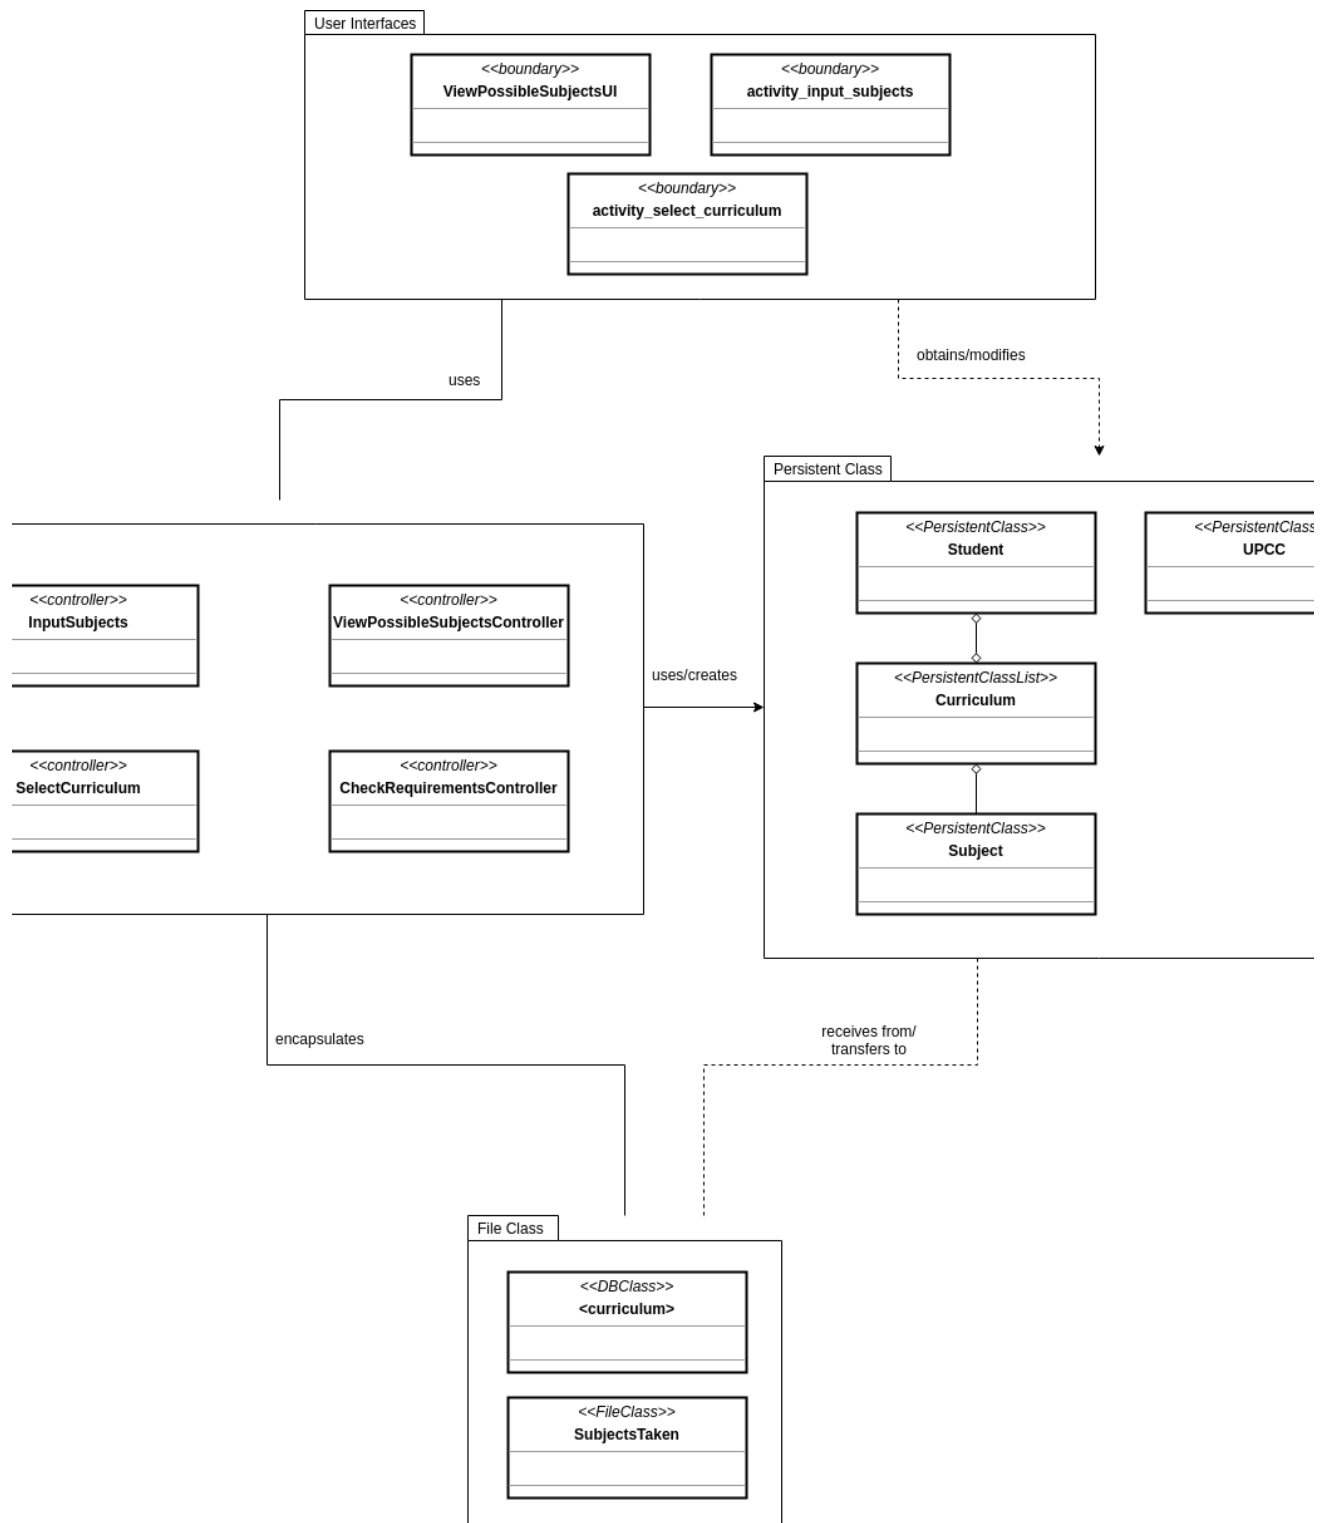 User Interfaces
<<boundary>>
ViewPossibleSubjectsUI
<<boundary>>
activity_input_subjects
<<boundary>>
activity_select_curriculum
uses
obtains/modifies
Persistent Class
<<PersistentClass>>
Student
<<PersistentClass
UPCC
<<controller>>
InputSubjects
<<controller>>
ViewPossibleSubjectsController
uses/creates
<<PersistentClassList>>
Curriculum
<<controller>>
SelectCurriculum
<<controller>>
CheckRequirementsController
<<PersistentClass>>
Subject
encapsulates
receives from/
transfers to
File Class
<<DBClass>>
<curriculum>
<<FileClass>>
SubjectsTaken